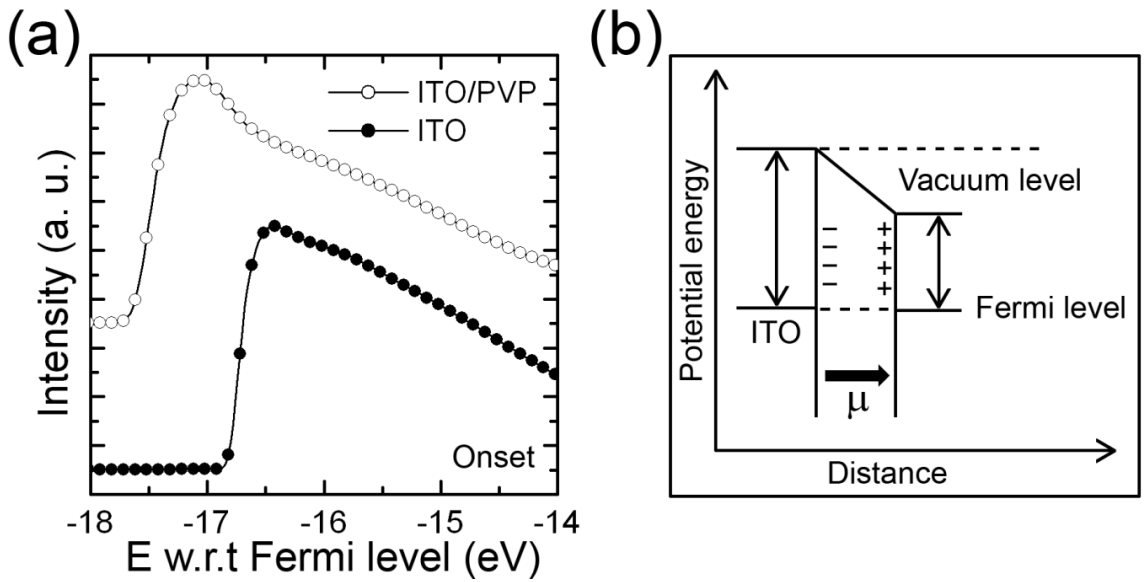 (a)
ITO/PVP
ITO
Onset
Intensity (a. u.)
-18
-17
-16
-15
-14
E w.r.t Fermi level (eV)
(b)
Potential energy
Vacuum level
− +
− +
− +
− +
Fermi level
ITO
μ
Distance